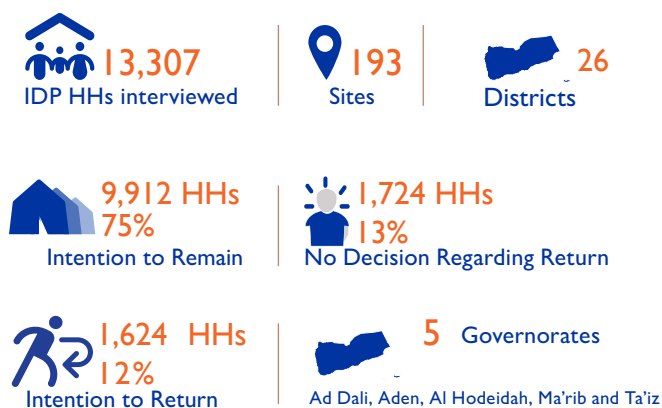 13,307
IDP HHs interviewed
193
Sites
26
Districts
9,912 HHs
75%
Intention to Remain
1,724 HHs
13%
No Decision Regarding Return
1,624 HHs
12%
Intention to Return
5 Governorates
Ad Dali, Aden, Al Hodeidah, Ma’rib and Ta’iz